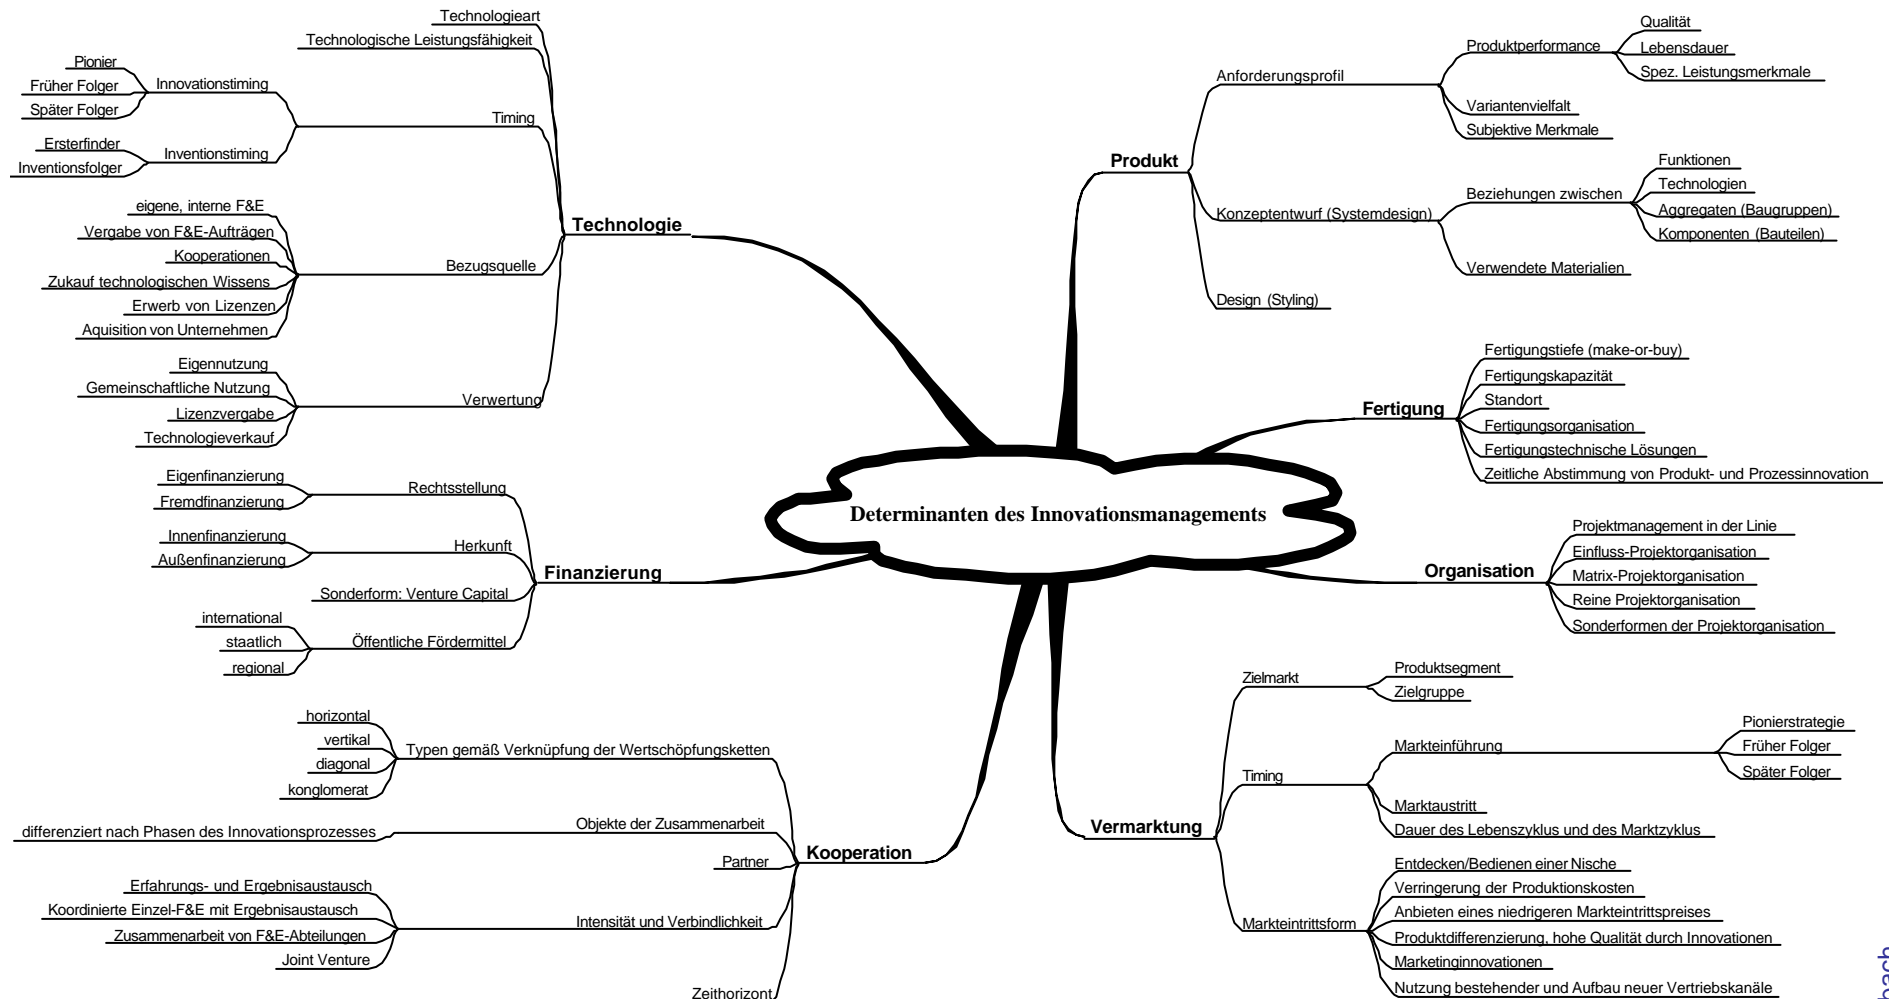 Determinanten des Innovationsmanagements
Technologie
Technologieart
Technologische Leistungsfähigkeit
Timing
Innovationstiming
Pionier
Früher Folger
Später Folger
Inventionstiming
Ersterfinder
Inventionsfolger
Bezugsquelle
eigene, interne F&E
Vergabe von F&E-Aufträgen
Kooperationen
Zukauf technologischen Wissens
Erwerb von Lizenzen
Aquisition von Unternehmen
Verwertung
Eigennutzung
Gemeinschaftliche Nutzung
Lizenzvergabe
Technologieverkauf
Finanzierung
Rechtsstellung
Eigenfinanzierung
Fremdfinanzierung
Herkunft
Innenfinanzierung
Außenfinanzierung
Sonderform: Venture Capital
Öffentliche Fördermittel
international
staatlich
regional
Kooperation
Typen gemäß Verknüpfung der Wertschöpfungsketten
horizontal
vertikal
diagonal
konglomerat
Objekte der Zusammenarbeit
differenziert nach Phasen des Innovationsprozesses
Partner
Intensität und Verbindlichkeit
Erfahrungs- und Ergebnisaustausch
Koordinierte Einzel-F&E mit Ergebnisaustausch
Zusammenarbeit von F&E-Abteilungen
Joint Venture
Zeithorizont
Produkt
Anforderungsprofil
Produktperformance
Qualität
Lebensdauer
Spez. Leistungsmerkmale
Variantenvielfalt
Subjektive Merkmale
Konzeptentwurf (Systemdesign)
Beziehungen zwischen
Funktionen
Technologien
Aggregaten (Baugruppen)
Komponenten (Bauteilen)
Verwendete Materialien
Design (Styling)
Fertigung
Fertigungstiefe (make-or-buy)
Fertigungskapazität
Standort
Fertigungsorganisation
Fertigungstechnische Lösungen
Zeitliche Abstimmung von Produkt- und Prozessinnovation
Organisation
Projektmanagement in der Linie
Einfluss-Projektorganisation
Matrix-Projektorganisation
Reine Projektorganisation
Sonderformen der Projektorganisation
Vermarktung
Zielmarkt
Produktsegment
Zielgruppe
Timing
Markteinführung
Pionierstrategie
Früher Folger
Später Folger
Marktaustritt
Dauer des Lebenszyklus und des Marktzyklus
Markteintrittsform
Entdecken/Bedienen einer Nische
Verringerung der Produktionskosten
Anbieten eines niedrigeren Markteintrittspreises
Produktdifferenzierung, hohe Qualität durch Innovationen
Marketinginnovationen
Nutzung bestehender und Aufbau neuer Vertriebskanäle
bach